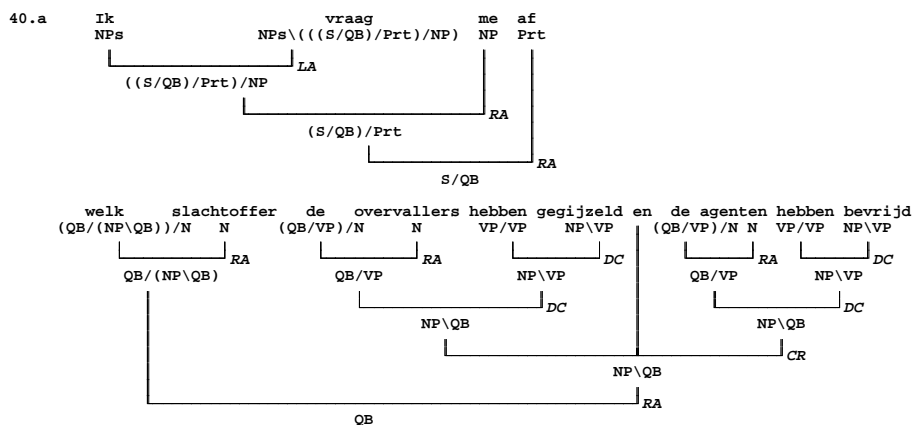 40.a Ik vraag me af
NPs NPs\(((S/QB)/Prt)/NP) NP Prt
LA
((S/QB)/Prt)/NP
RA
(S/QB)/Prt
RA
S/QB
welk slachtoffer de overvallers hebben gegijzeld en de agenten hebben bevrijd
(QB/(NP\QB))/N N (QB/VP)/N N VP/VP NP\VP (QB/VP)/N N VP/VP NP\VP
RA RA DC RA DC
QB/(NP\QB) QB/VP NP\VP QB/VP NP\VP
DC DC
NP\QB NP\QB
CR
NP\QB
RA
QB